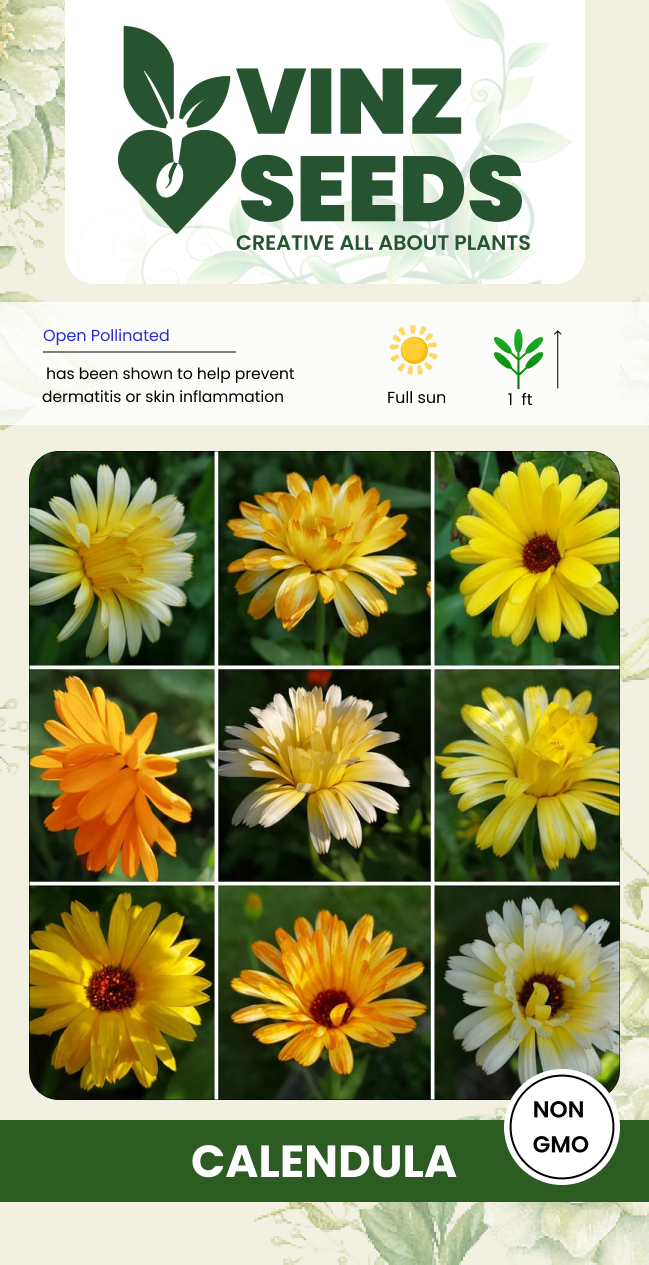 VINZ
SEEDS
CREATIVE ALL ABOUT PLANTS
Open Pollinated
has been shown to help prevent
dermatitis or skin inflammation
Full sun
1 ft
NON
GMO
CALENDULA